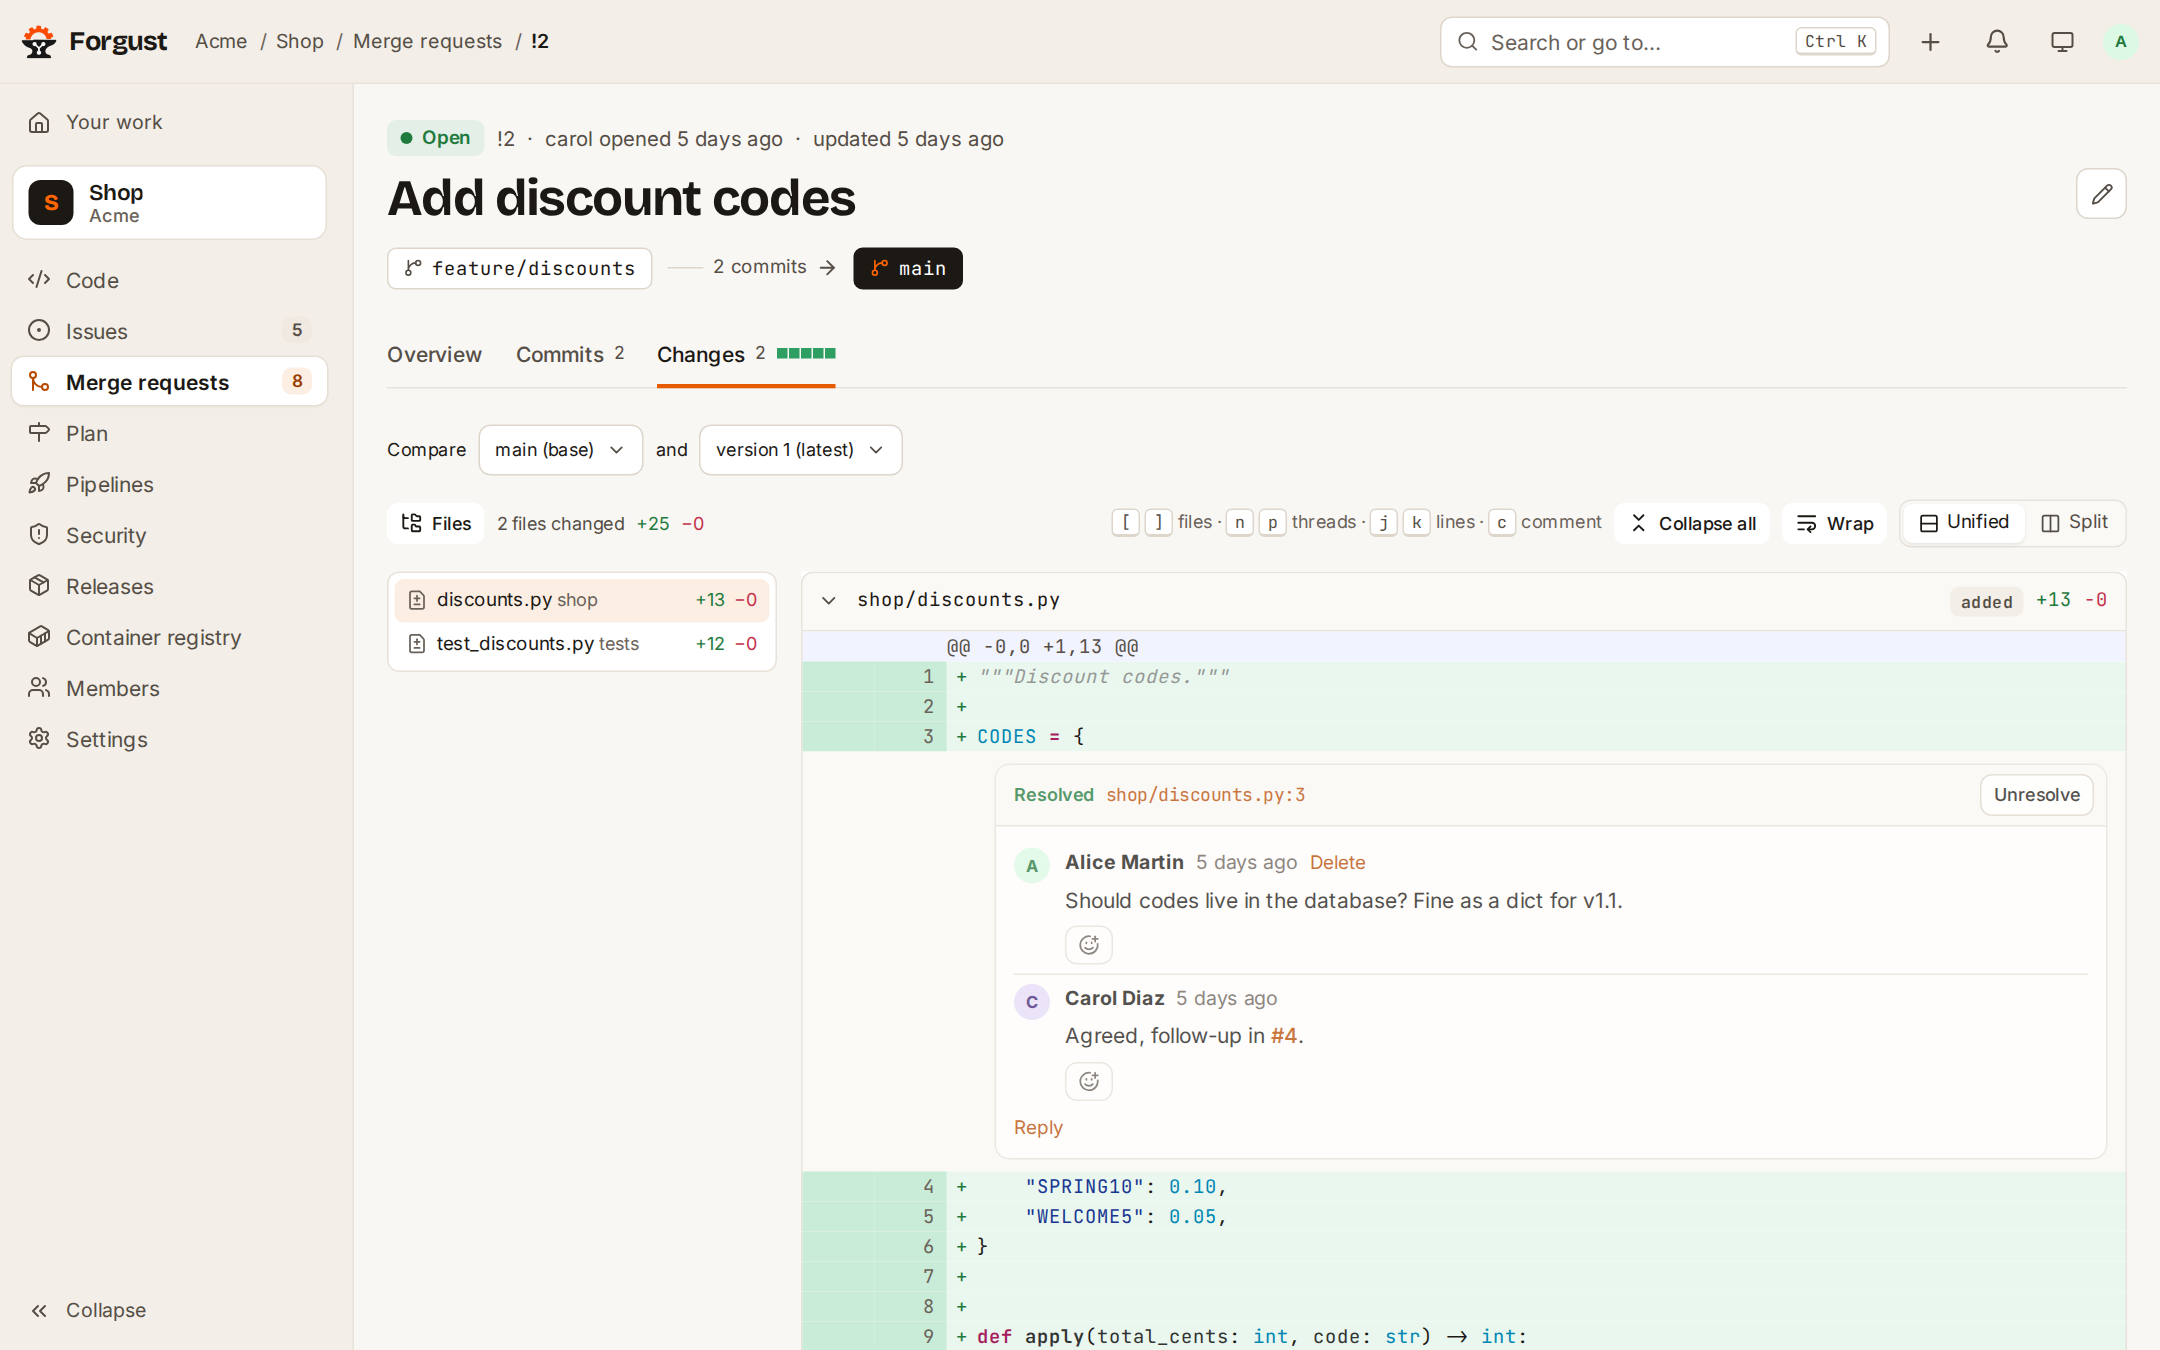 Forgust Acme / Shop / Merge requests / !2 Search or go to... Ctrl K A
Your work
S Shop
Acme
Code
Issues 5
Merge requests 8
Plan
Pipelines
Security
Releases
Container registry
Members
Settings
Collapse
Open !2 · carol opened 5 days ago · updated 5 days ago
Add discount codes
feature/discounts 2 commits → main
Overview Commits 2 Changes 2
Compare main (base) and version 1 (latest)
Files 2 files changed +25 −0 [ ] files · n p threads · j k lines · c comment Collapse all Wrap Unified Split
discounts.py shop +13 −0
test_discounts.py tests +12 −0
shop/discounts.py added +13 -0
@@ -0,0 +1,13 @@
1 + """Discount codes."""
2 +
3 + CODES = {
Resolved shop/discounts.py:3 Unresolve
A Alice Martin 5 days ago Delete
Should codes live in the database? Fine as a dict for v1.1.
C Carol Diaz 5 days ago
Agreed, follow-up in #4.
Reply
4 + "SPRING10": 0.10,
5 + "WELCOME5": 0.05,
6 + }
7 +
8 +
9 + def apply(total_cents: int, code: str) -> int: